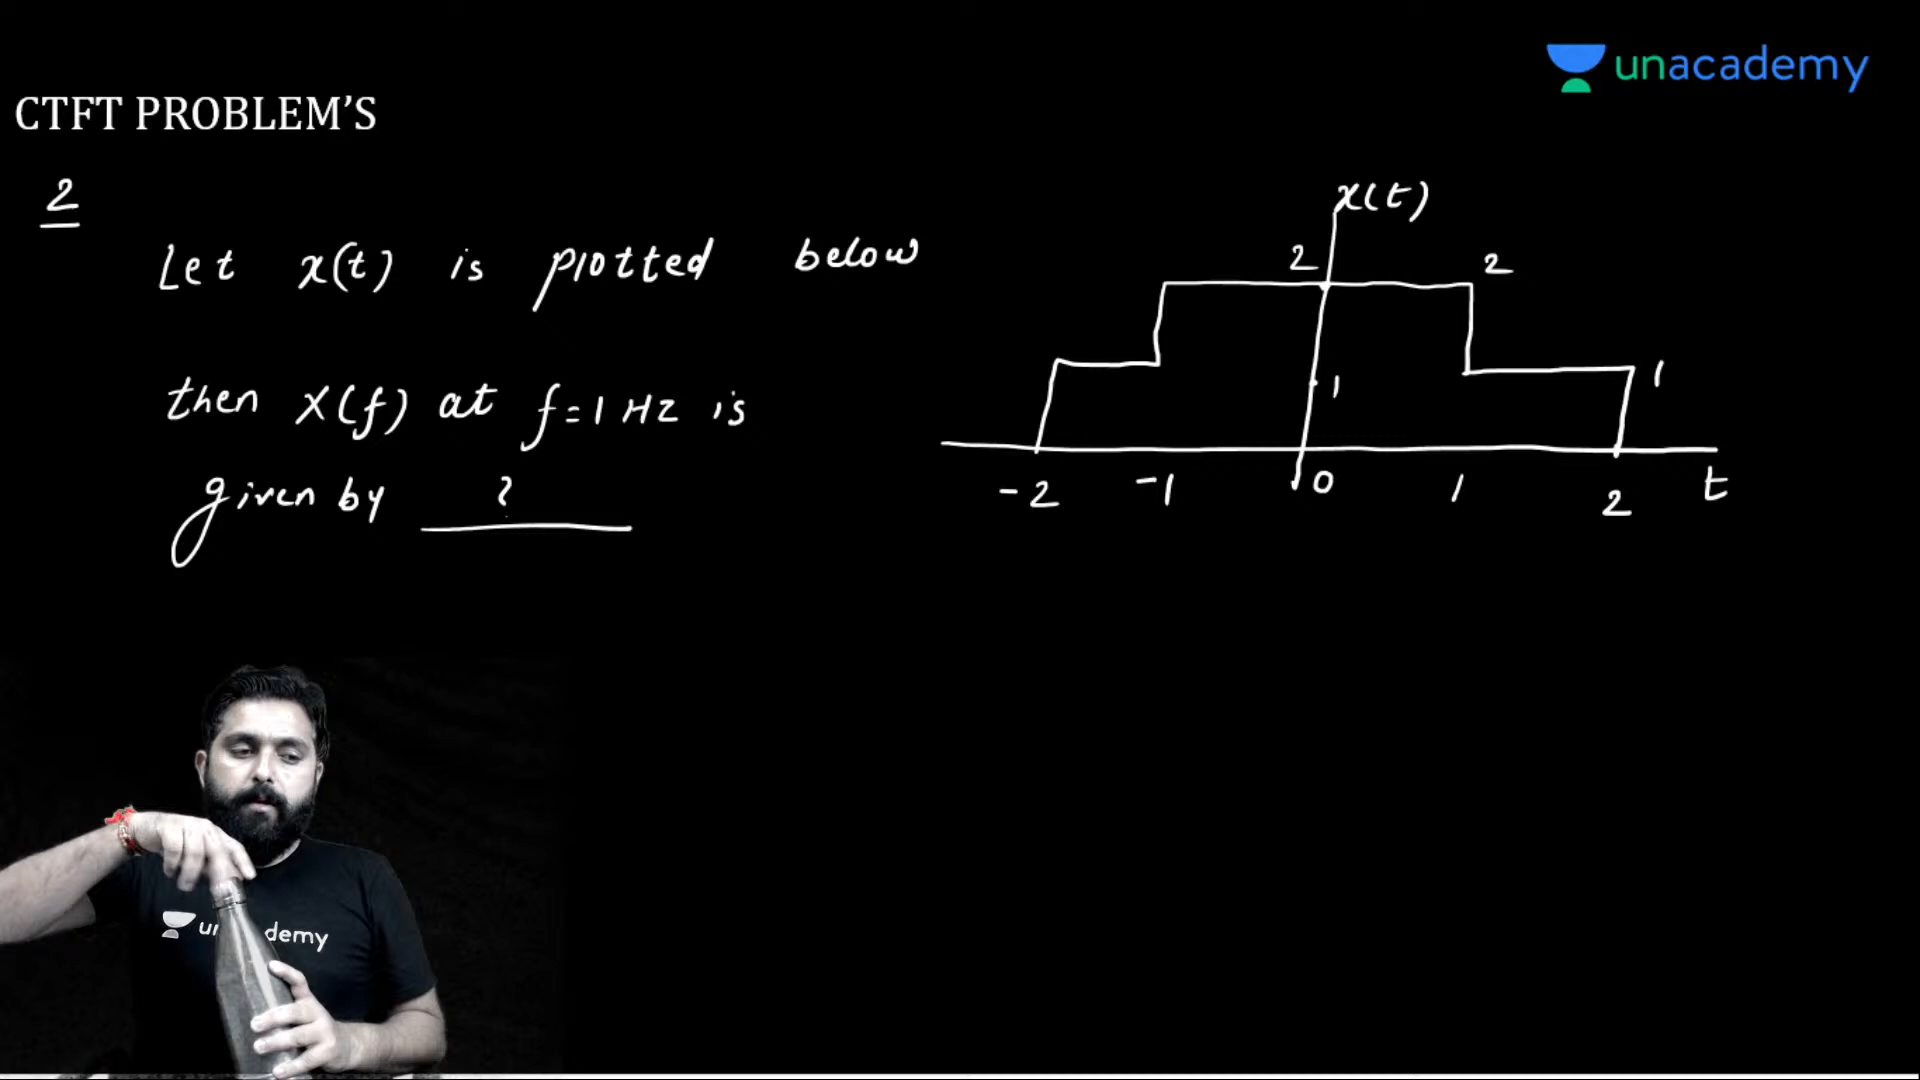 unacademy
CTFT PROBLEM’S
2
Let x(t) is plotted below
then X(f) at f=1 Hz is
given by ?
x(t)
2 2
1 1
-2 -1 0 1 2 t
demy